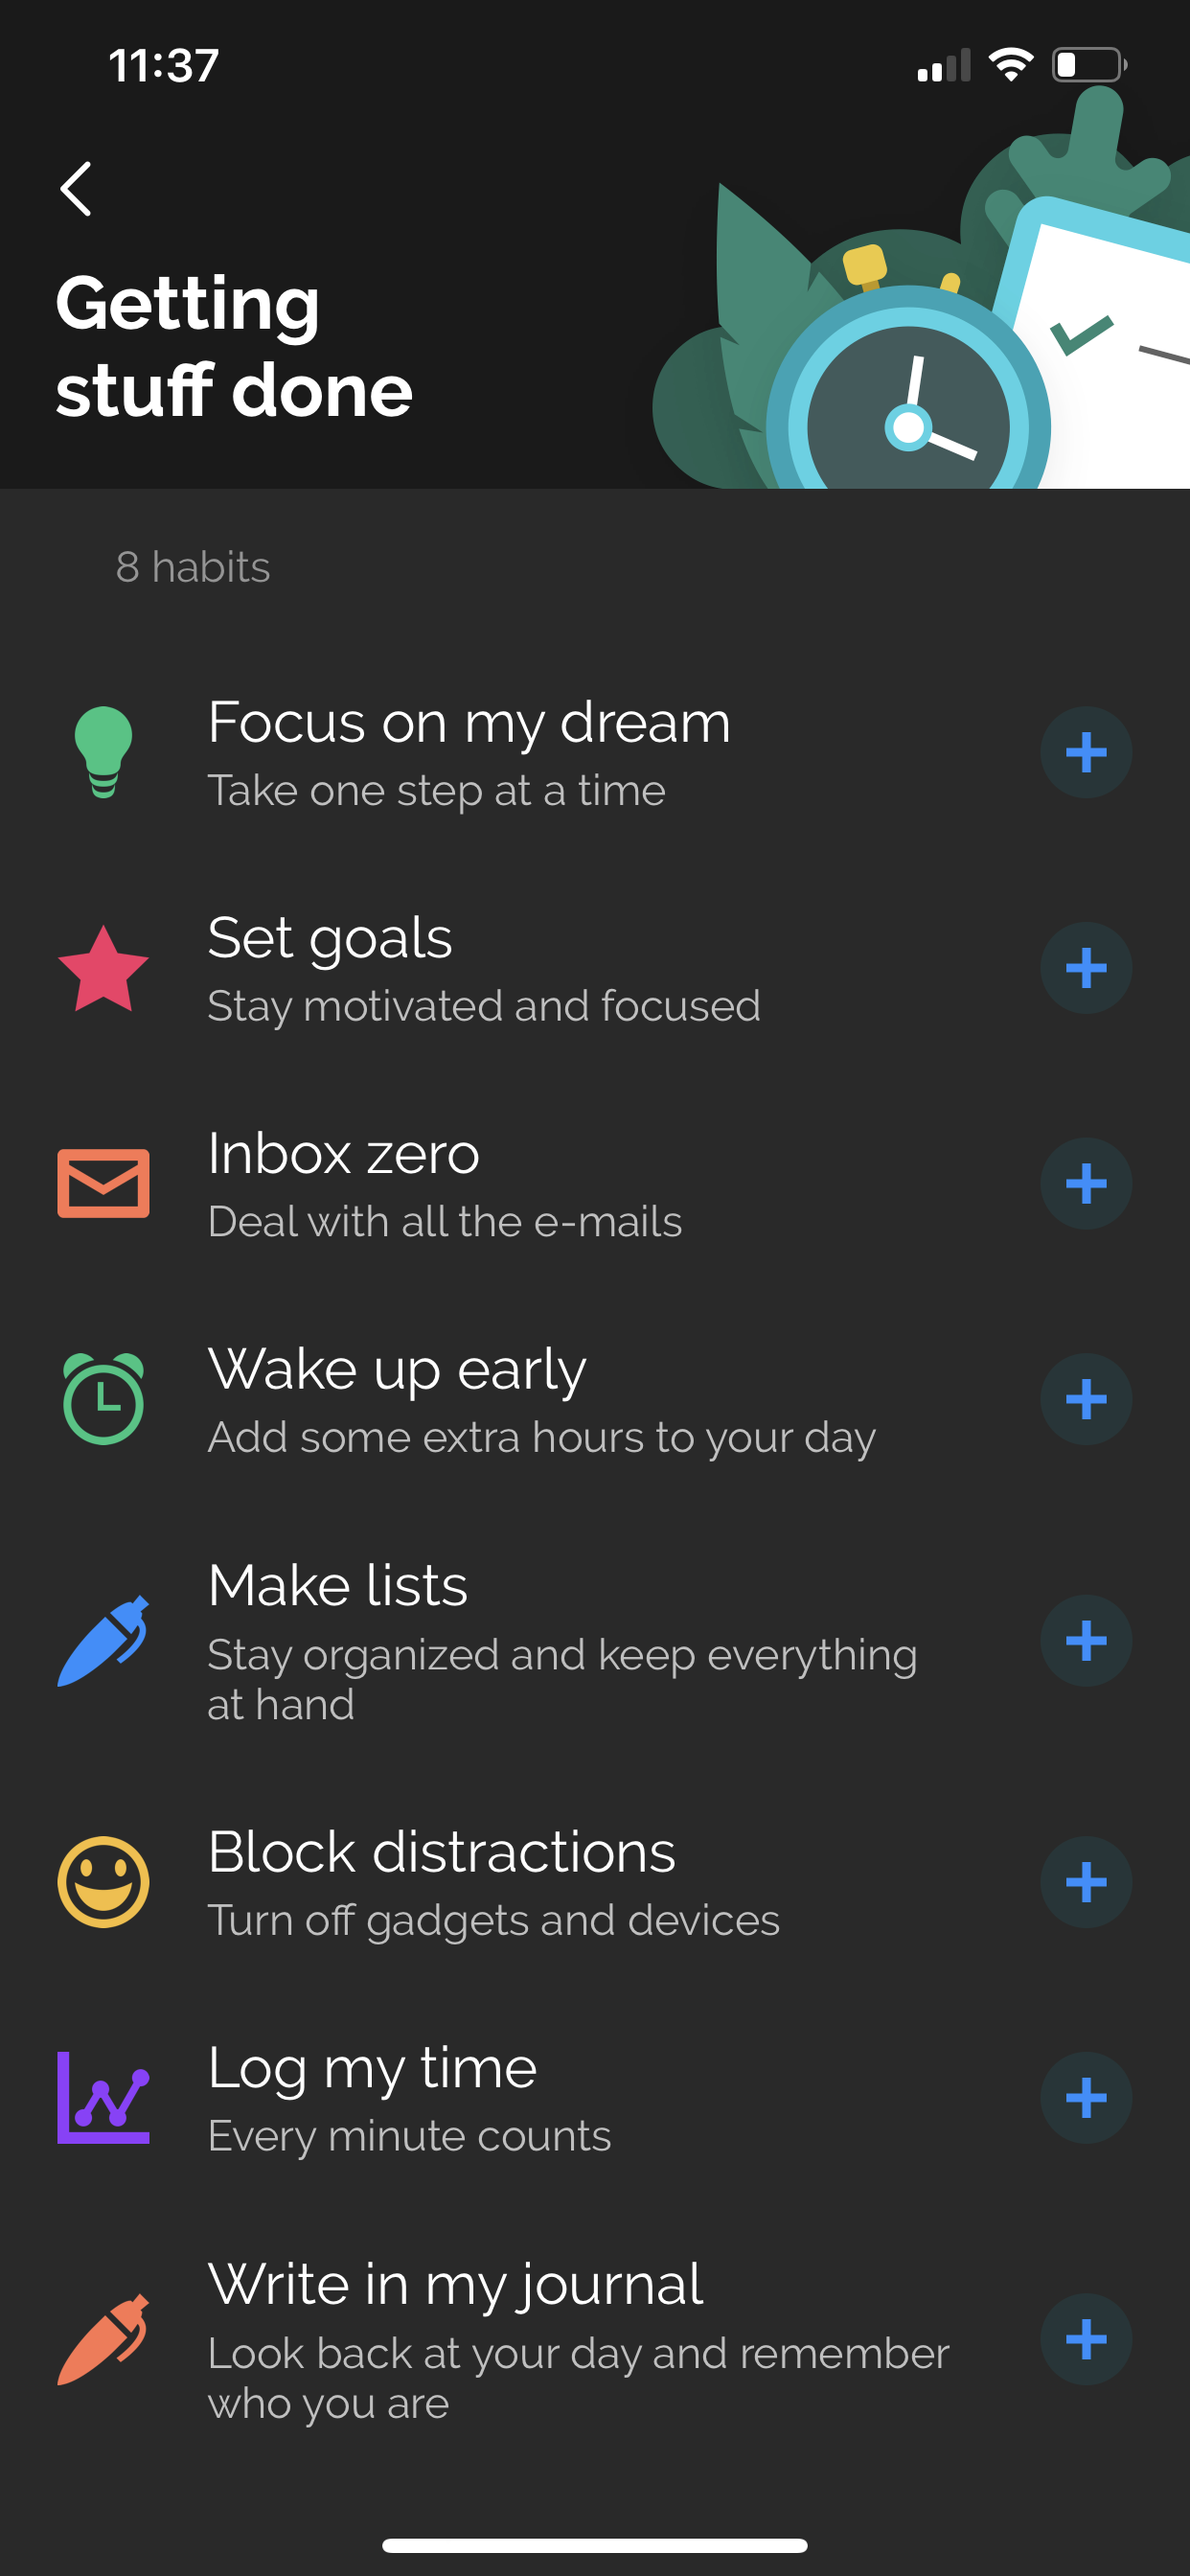 11:37
Getting
stuff done
8 habits
Focus on my dream
Take one step at a time
Set goals
Stay motivated and focused
Inbox zero
Deal with all the e-mails
Wake up early
Add some extra hours to your day
Make lists
Stay organized and keep everything
at hand
Block distractions
Turn off gadgets and devices
Log my time
Every minute counts
Write in my journal
Look back at your day and remember
who you are